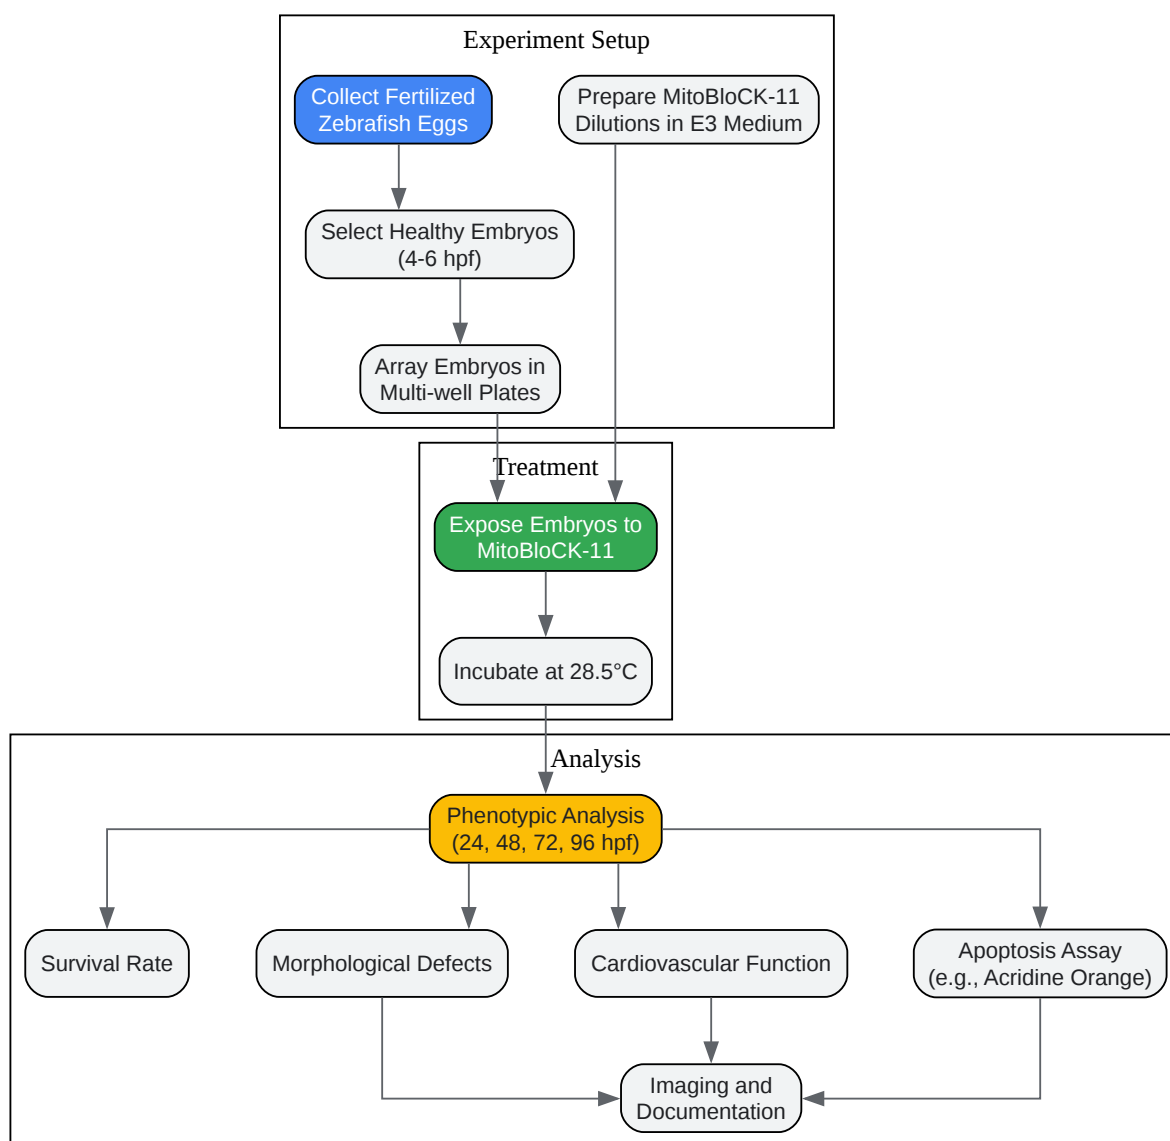 Experiment Setup
Collect Fertilized
Zebrafish Eggs
Prepare MitoBloCK-11
Dilutions in E3 Medium
Select Healthy Embryos
(4-6 hpf)
Array Embryos in
Multi-well Plates
Treatment
Expose Embryos to
MitoBloCK-11
Incubate at 28.5°C
Analysis
Phenotypic Analysis
(24, 48, 72, 96 hpf)
Survival Rate
Morphological Defects
Cardiovascular Function
Apoptosis Assay
(e.g., Acridine Orange)
Imaging and
Documentation